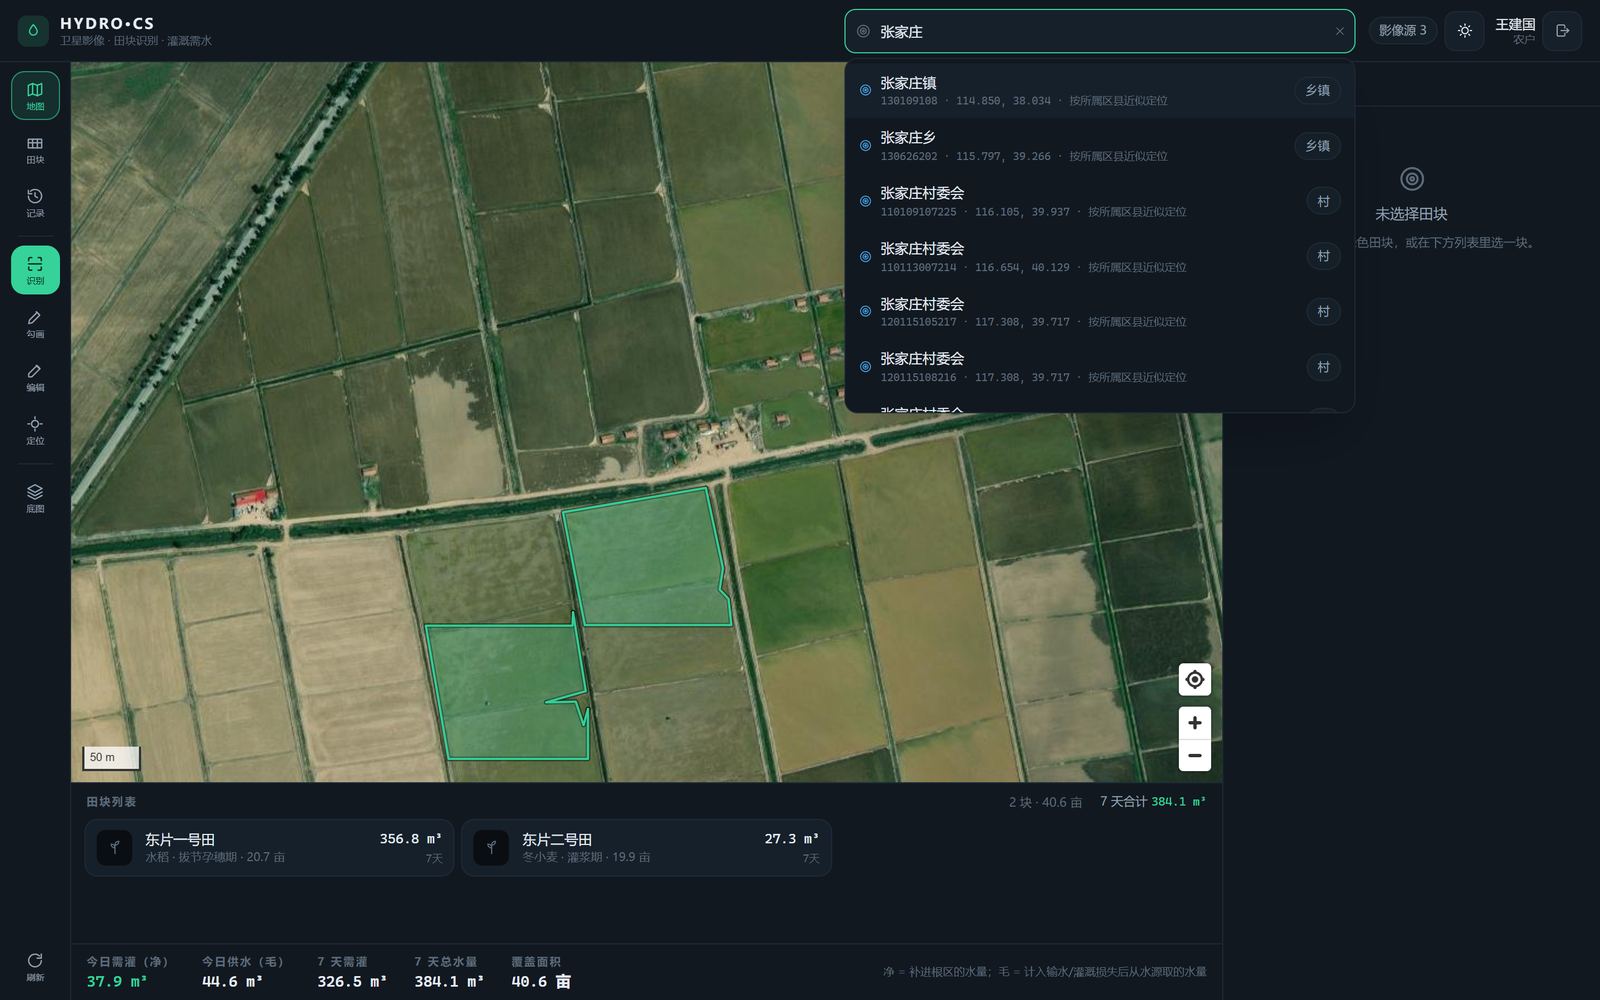 HYDRO•CS
卫星影像 · 田块识别 · 灌溉需水
张家庄
影像源 3
王建国
农户
地图
田块
记录
识别
勾画
编辑
定位
底图
刷新
张家庄镇
130109108 · 114.850, 38.034 · 按所属区县近似定位
乡镇
张家庄乡
130626202 · 115.797, 39.266 · 按所属区县近似定位
乡镇
张家庄村委会
110109107225 · 116.105, 39.937 · 按所属区县近似定位
村
张家庄村委会
110113007214 · 116.654, 40.129 · 按所属区县近似定位
村
张家庄村委会
120115105217 · 117.308, 39.717 · 按所属区县近似定位
村
张家庄村委会
120115108216 · 117.308, 39.717 · 按所属区县近似定位
村
张家庄村委会
未选择田块
色田块，或在下方列表里选一块。
50 m
田块列表
2 块 · 40.6 亩
7 天合计 384.1 m³
东片一号田
水稻 · 拔节孕穗期 · 20.7 亩
356.8 m³
7天
东片二号田
冬小麦 · 灌浆期 · 19.9 亩
27.3 m³
7天
今日需灌（净）
37.9 m³
今日供水（毛）
44.6 m³
7 天需灌
326.5 m³
7 天总水量
384.1 m³
覆盖面积
40.6 亩
净 = 补进根区的水量；毛 = 计入输水/灌溉损失后从水源取的水量